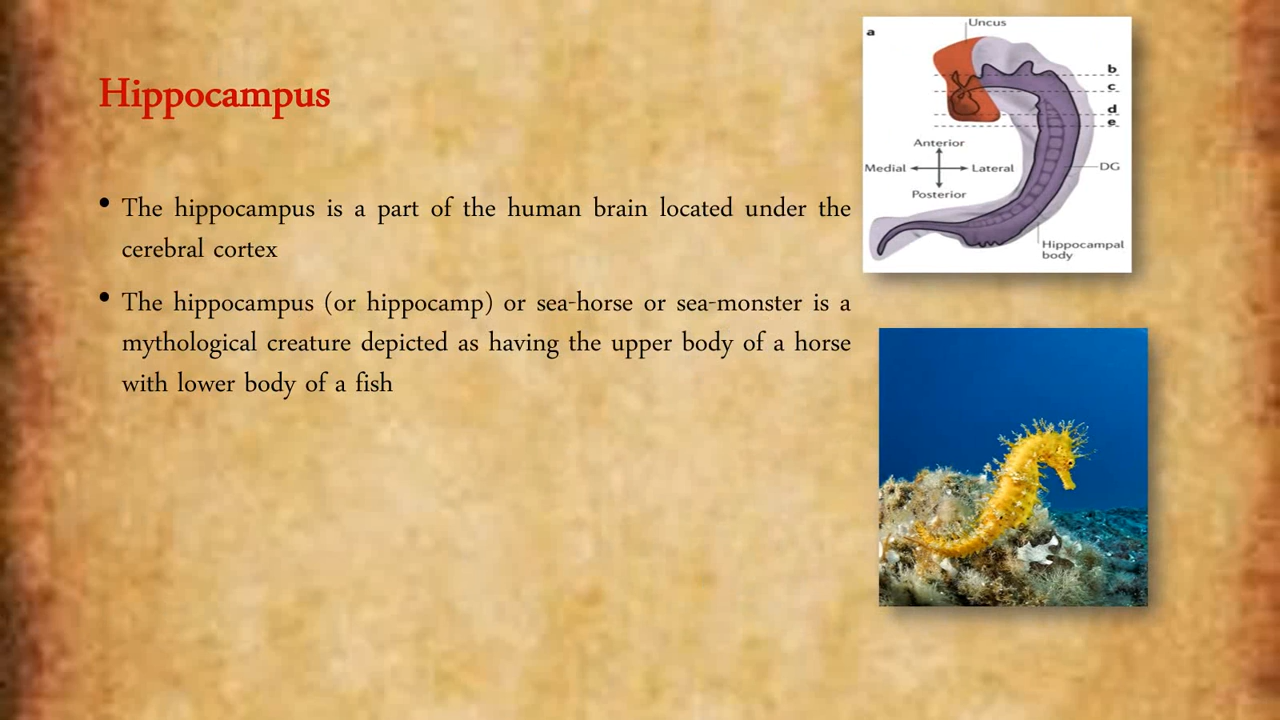 Hippocampus
• The hippocampus is a part of the human brain located under the
cerebral cortex
• The hippocampus (or hippocamp) or sea-horse or sea-monster is a
mythological creature depicted as having the upper body of a horse
with lower body of a fish
Uncus
a
b
c
d
e
Anterior
Medial
Lateral
DG
Posterior
Hippocampal
body